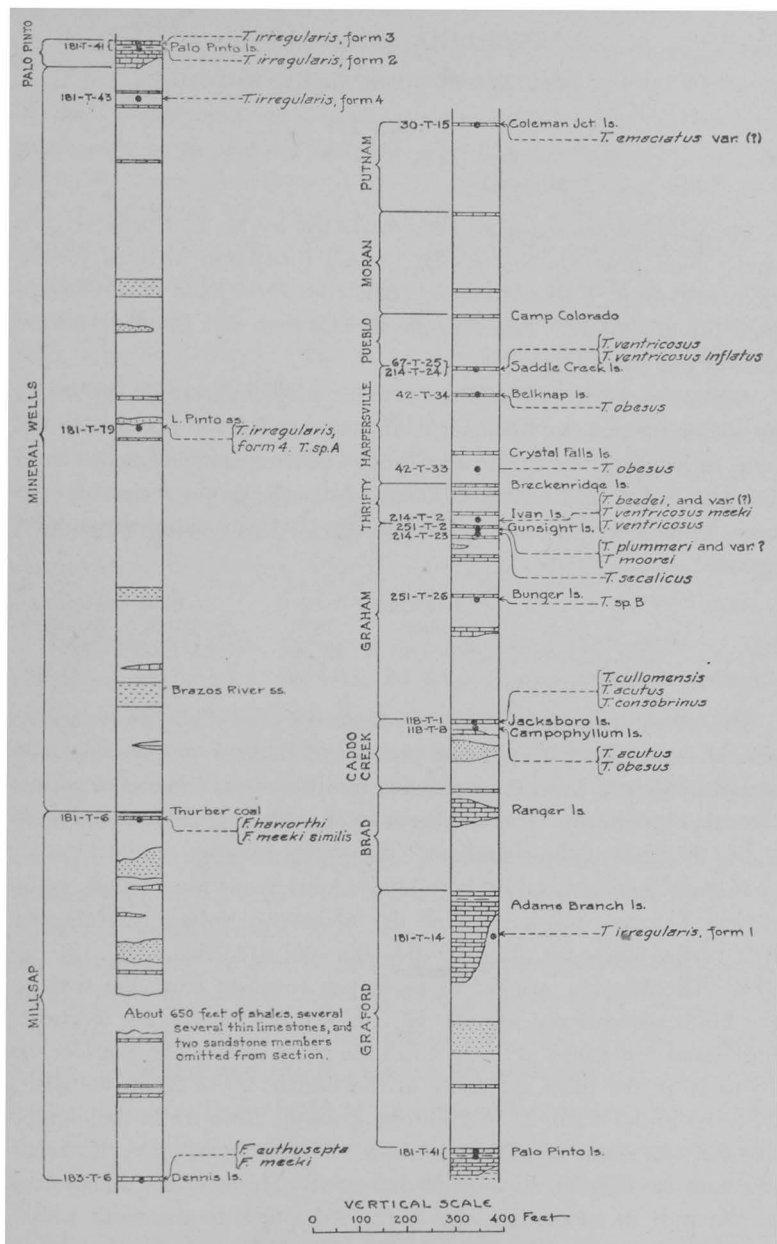 PALO PINTO
181-T-41
Palo Pinto ls.
T. irregularis, form 3
T. irregularis, form 2
181-T-43
T. irregularis, form 4
MINERAL WELLS
L. Pinto ss.
181-T-79
T. irregularis,
form 4. T. sp. A
Brazos River ss.
Thurber coal
181-T-6
F. haworthi
F. meeki similis
MILLSAP
About 650 feet of shales, several
several thin limestones, and
two sandstone members
omitted from section.
F. euthusepta
F. meeki
183-T-6
Dennis ls.
30-T-15
Coleman Jct. ls.
T. emaciatus var. (?)
PUTNAM
MORAN
Camp Colorado
PUEBLO
67-T-25
214-T-24
Saddle Creek ls.
T. ventricosus
T. ventricosus inflatus
HARPERSVILLE
42-T-34
Belknap ls.
T. obesus
Crystal Falls ls.
42-T-33
T. obesus
Breckenridge ls.
THRIFTY
214-T-2
Ivan ls.
T. beedei, and var. (?)
T. ventricosus meeki
T. ventricosus
251-T-2
Gunsight ls.
214-T-23
T. plummeri and var. ?
T. moorei
T. secalicus
GRAHAM
251-T-26
Bunger ls.
T. sp. B
T. cullomensis
T. acutus
T. consobrinus
118-T-1
Jacksboro ls.
118-T-8
Campophyllum ls.
T. acutus
T. obesus
CADDO
CREEK
BRAD
Ranger ls.
Adams Branch ls.
181-T-14
T. irregularis, form 1
GRAFORD
181-T-41
Palo Pinto ls.
VERTICAL SCALE
0 100 200 300 400 Feet